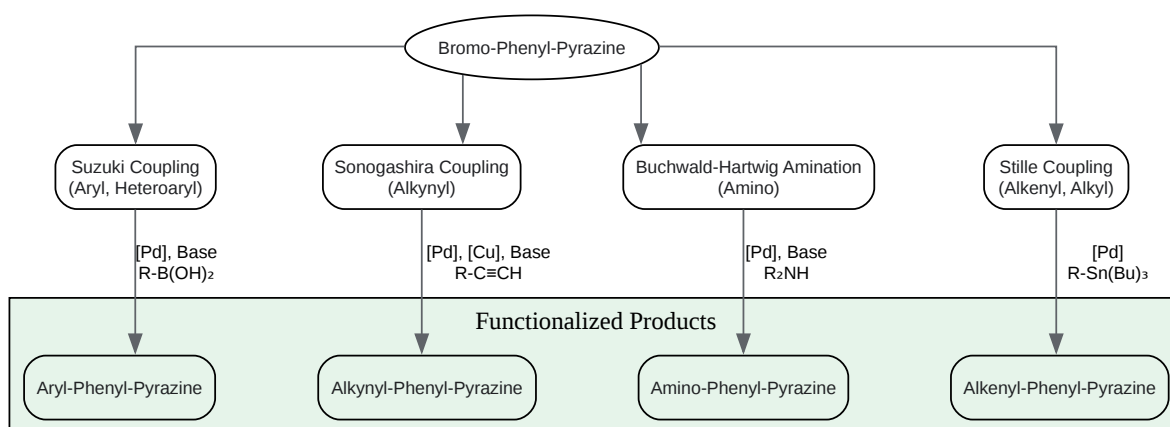 Bromo-Phenyl-Pyrazine
Suzuki Coupling
(Aryl, Heteroaryl)
Sonogashira Coupling
(Alkynyl)
Buchwald-Hartwig Amination
(Amino)
Stille Coupling
(Alkenyl, Alkyl)
[Pd], Base
R-B(OH)₂
[Pd], [Cu], Base
R-C≡CH
[Pd], Base
R₂NH
[Pd]
R-Sn(Bu)₃
Functionalized Products
Aryl-Phenyl-Pyrazine
Alkynyl-Phenyl-Pyrazine
Amino-Phenyl-Pyrazine
Alkenyl-Phenyl-Pyrazine